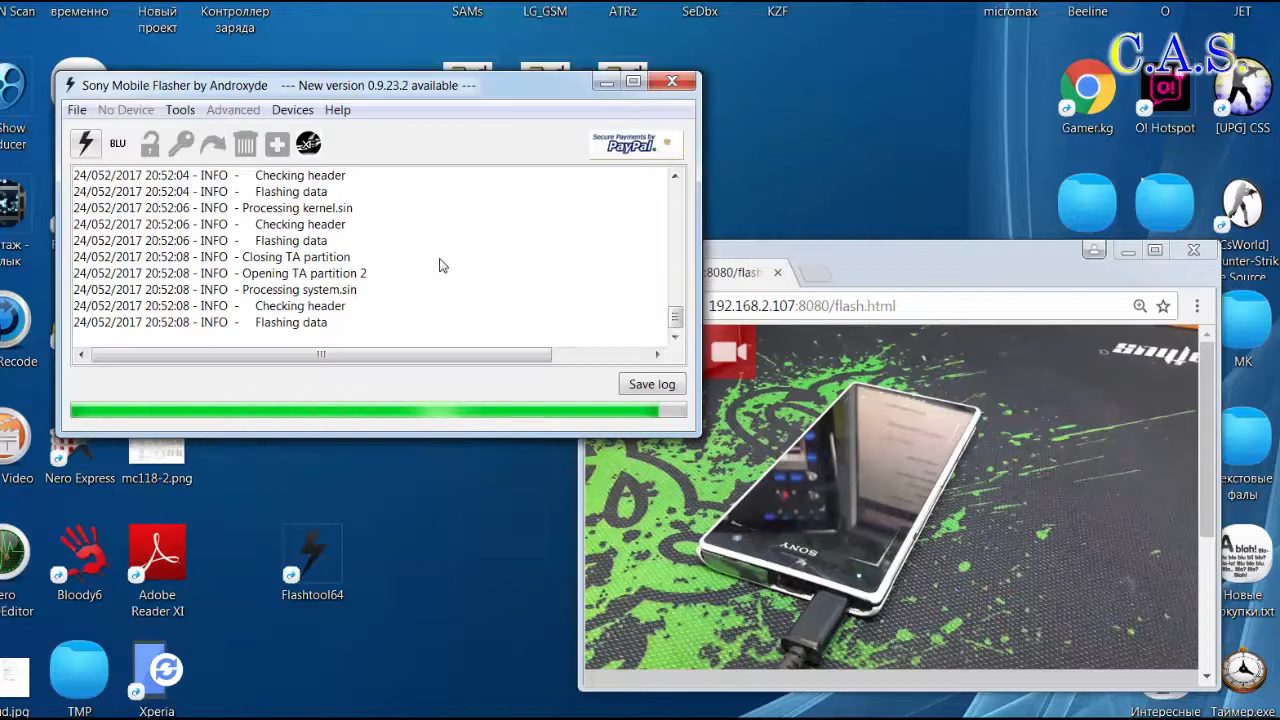 N Scan
временно
Новый
проект
Контроллер
заряда
SAMs
LG_GSM
ATRz
SeDbx
KZF
micromax
Beeline
O
JET
C.A.S.
Sony Mobile Flasher by Androxyde --- New version 0.9.23.2 available ---
File No Device Tools Advanced Devices Help
BLU
Secure Payments by
PayPal
24/052/2017 20:52:04 - INFO - Checking header
24/052/2017 20:52:04 - INFO - Flashing data
24/052/2017 20:52:06 - INFO - Processing kernel.sin
24/052/2017 20:52:06 - INFO - Checking header
24/052/2017 20:52:06 - INFO - Flashing data
24/052/2017 20:52:08 - INFO - Closing TA partition
24/052/2017 20:52:08 - INFO - Opening TA partition 2
24/052/2017 20:52:08 - INFO - Processing system.sin
24/052/2017 20:52:08 - INFO - Checking header
24/052/2017 20:52:08 - INFO - Flashing data
Save log
:8080/flash
192.168.2.107:8080/flash.html
SONY
Gamer.kg
O!
O! Hotspot
[UPG] CSS
CsWorld]
unter-Strik
Source
MK
екстовые
фалы
A
blah!
Новые
окупки.txt
Интересные
Таймер.exe
Show
ducer
таж -
лык
Recode
Video
Nero Express
mc118-2.png
ero
Editor
Bloody6
Adobe
Reader XI
Flashtool64
d.jpg
TMP
Xperia